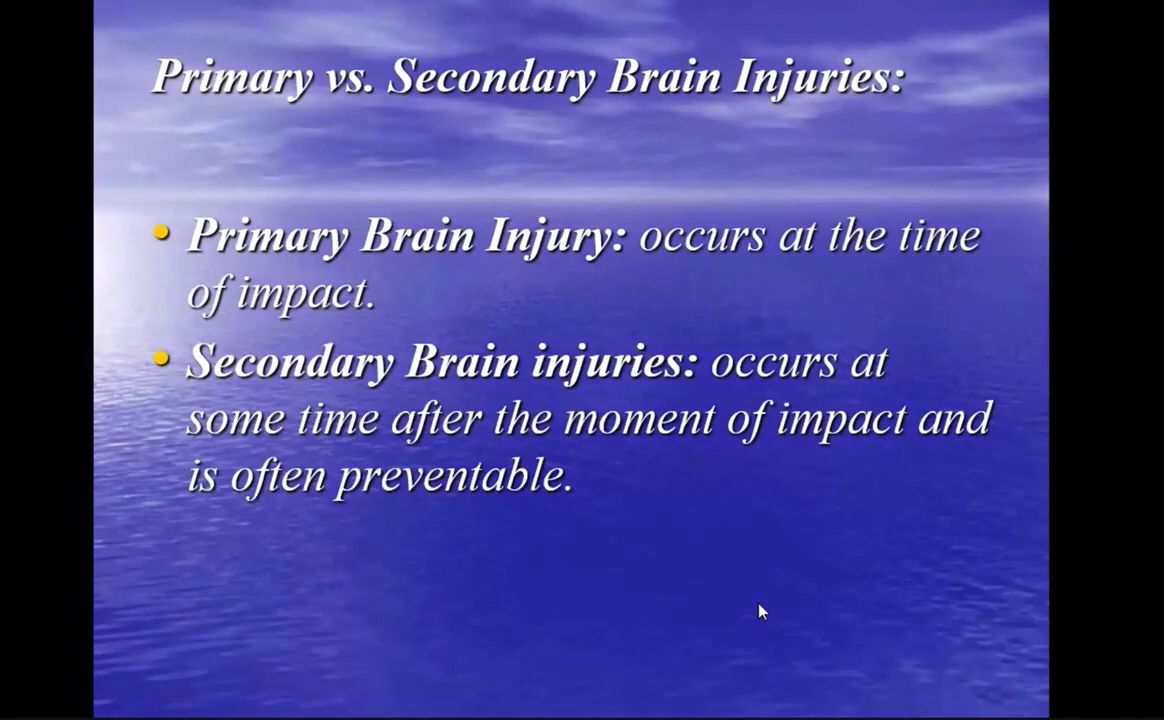 Primary vs. Secondary Brain Injuries:
• Primary Brain Injury: occurs at the time
of impact.
• Secondary Brain injuries: occurs at
some time after the moment of impact and
is often preventable.